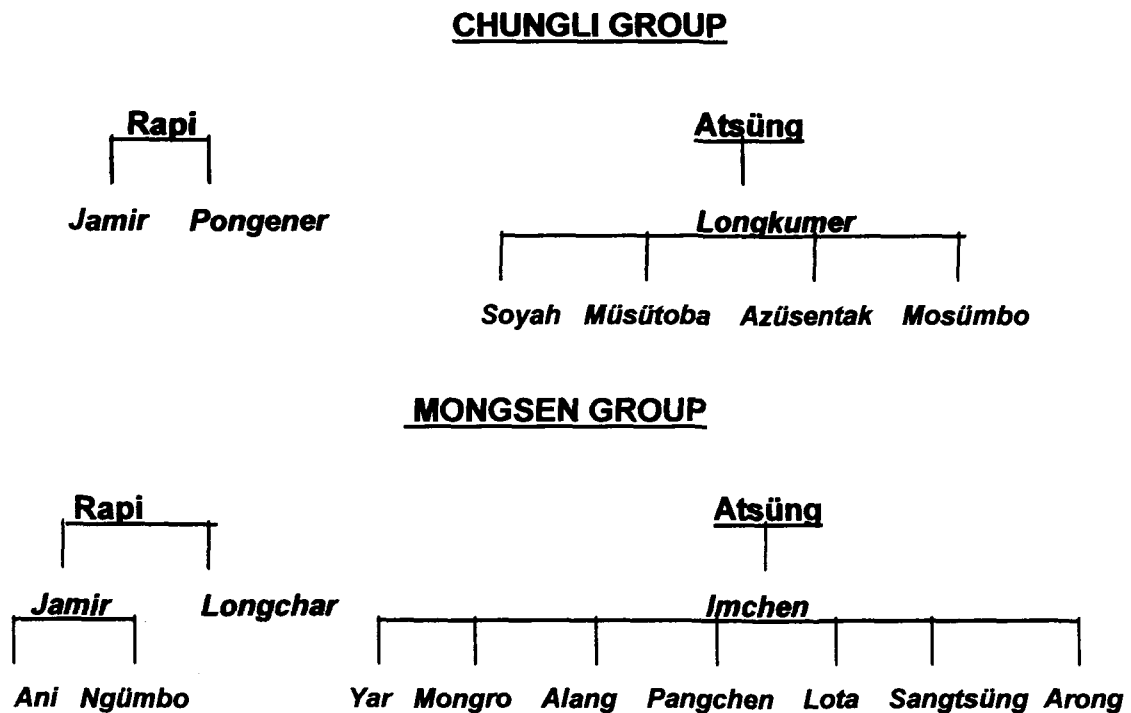 CHUNGLI GROUP
Rapi Atsüng
Jamir Pongener Longkumer
Soyah Müsütoba Azüsentak Mosümbo
MONGSEN GROUP
Rapi Atsüng
Jamir Longchar Imchen
Ani Ngümbo Yar Mongro Alang Pangchen Lota Sangtsüng Arong